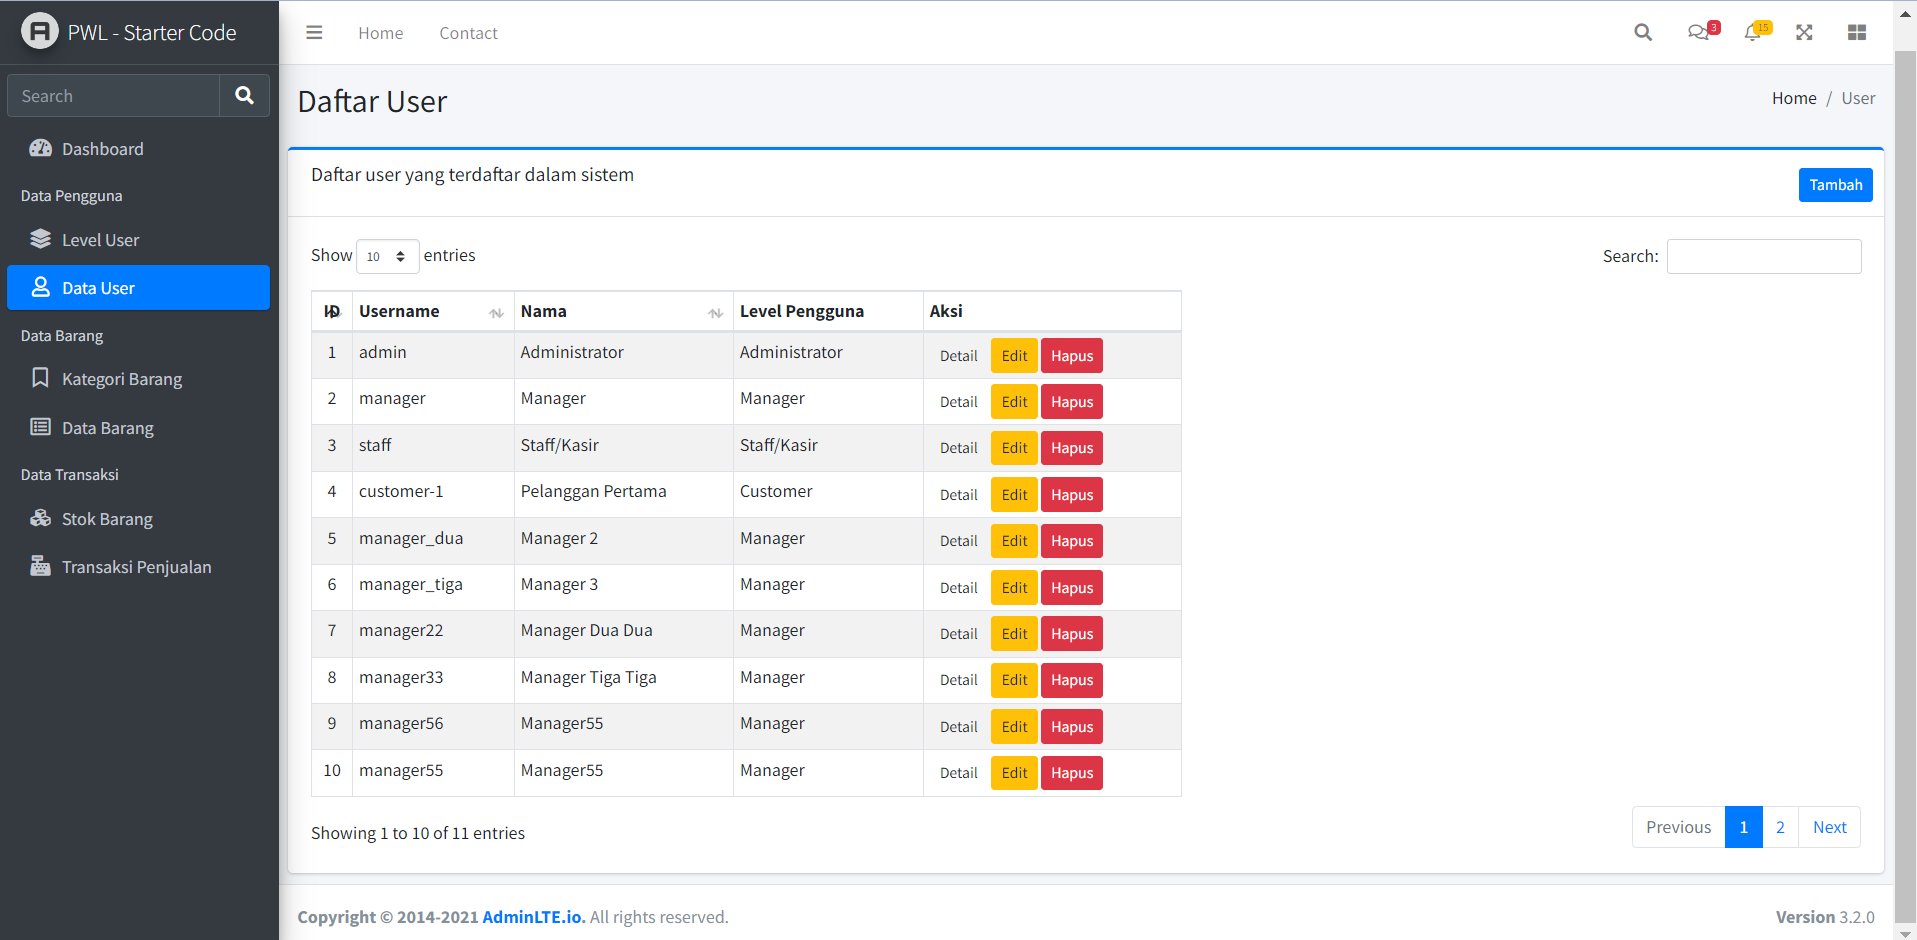 PWL - Starter Code
Search
Dashboard
Data Pengguna
Level User
Data User
Data Barang
Kategori Barang
Data Barang
Data Transaksi
Stok Barang
Transaksi Penjualan
Home Contact 3 15
Daftar User
Home / User
Daftar user yang terdaftar dalam sistem
Tambah
Show 10 entries
Search:
ID Username Nama Level Pengguna Aksi
1 admin Administrator Administrator Detail Edit Hapus
2 manager Manager Manager Detail Edit Hapus
3 staff Staff/Kasir Staff/Kasir Detail Edit Hapus
4 customer-1 Pelanggan Pertama Customer Detail Edit Hapus
5 manager_dua Manager 2 Manager Detail Edit Hapus
6 manager_tiga Manager 3 Manager Detail Edit Hapus
7 manager22 Manager Dua Dua Manager Detail Edit Hapus
8 manager33 Manager Tiga Tiga Manager Detail Edit Hapus
9 manager56 Manager55 Manager Detail Edit Hapus
10 manager55 Manager55 Manager Detail Edit Hapus
Showing 1 to 10 of 11 entries
Previous 1 2 Next
Copyright © 2014-2021 AdminLTE.io. All rights reserved.
Version 3.2.0